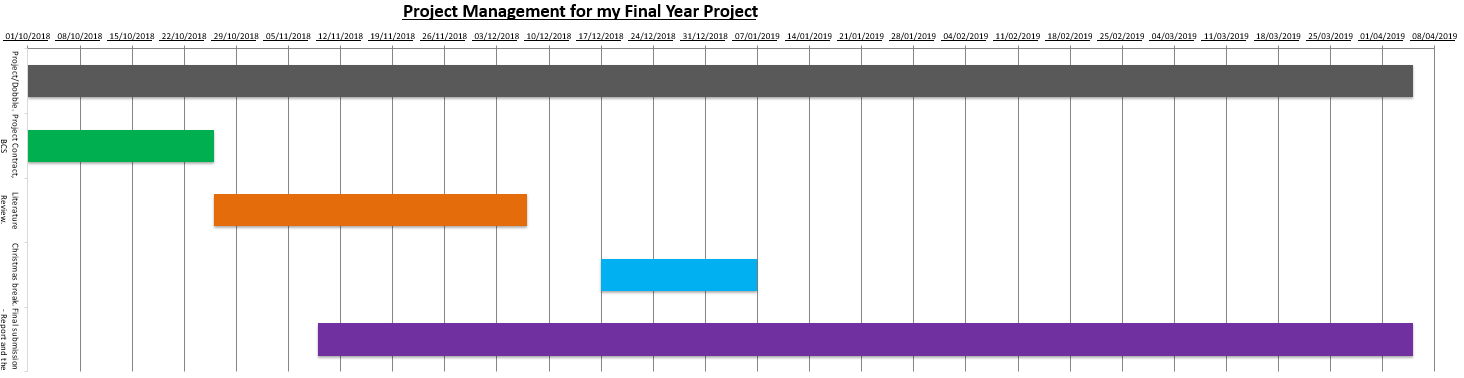 Project Management for my Final Year Project
01/10/2018 08/10/2018 15/10/2018 22/10/2018 29/10/2018 05/11/2018 12/11/2018 19/11/2018 26/11/2018 03/12/2018 10/12/2018 17/12/2018 24/12/2018 31/12/2018 07/01/2019 14/01/2019 21/01/2019 28/01/2019 04/02/2019 11/02/2019 18/02/2019 25/02/2019 04/03/2019 11/03/2019 18/03/2019 25/03/2019 01/04/2019 08/04/2019
Project/Dobble.
Project Contract,
BCS
Literature
Review.
Christmas break.
Final submission
- Report and the